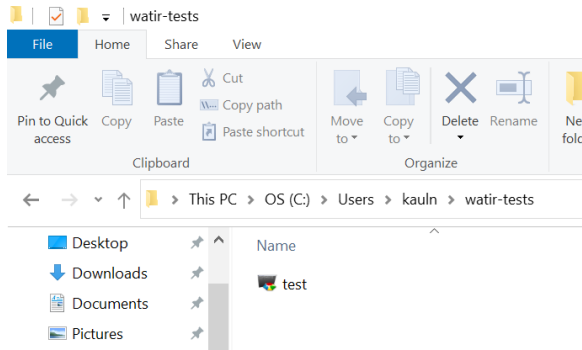 watir-tests
File Home Share View
Pin to Quick access
Copy
Paste
Cut
Copy path
Paste shortcut
Move to
Copy to
Delete
Rename
Ne
fol
Clipboard Organize
This PC > OS (C:) > Users > kauln > watir-tests
Desktop
Downloads
Documents
Pictures
Name
test